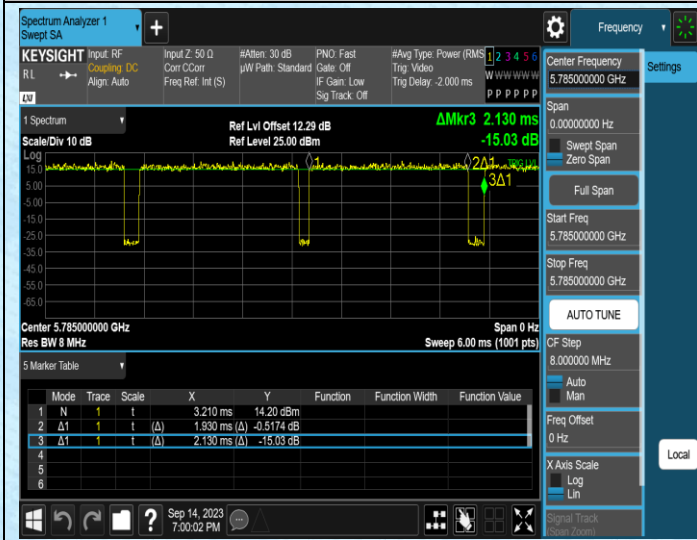 Spectrum Analyzer 1
Swept SA
+
Frequency
KEYSIGHT
RL
LXI
Input: RF
Coupling: DC
Align: Auto
Input Z: 50 Ω
Corr CCorr
Freq Ref: Int (S)
#Atten: 30 dB
µW Path: Standard
PNO: Fast
Gate: Off
IF Gain: Low
Sig Track: Off
#Avg Type: Power (RMS
Trig: Video
Trig Delay: -2.000 ms
1 2 3 4 5 6
W W W W W W
P P P P P P
1 Spectrum
Scale/Div 10 dB
Ref Lvl Offset 12.29 dB
Ref Level 25.00 dBm
ΔMkr3 2.130 ms
-15.03 dB
Log
15.0
5.00
-5.00
-15.0
-25.0
-35.0
-45.0
-55.0
-65.0
1
2Δ1
3Δ1
Center 5.785000000 GHz
Res BW 8 MHz
Span 0 Hz
Sweep 6.00 ms (1001 pts)
5 Marker Table
Mode Trace Scale X Y Function Function Width Function Value
1 N 1 t 3.210 ms 14.20 dBm
2 Δ1 1 t (Δ) 1.930 ms (Δ) -0.5174 dB
3 Δ1 1 t (Δ) 2.130 ms (Δ) -15.03 dB
4
5
6
?
Sep 14, 2023
7:00:02 PM
Center Frequency
5.785000000 GHz
Span
0.00000000 Hz
Swept Span
Zero Span
Full Span
Start Freq
5.785000000 GHz
Stop Freq
5.785000000 GHz
AUTO TUNE
CF Step
8.000000 MHz
Auto
Man
Freq Offset
0 Hz
X Axis Scale
Log
Lin
Signal Track
(Span Zoom)
Settings
Local